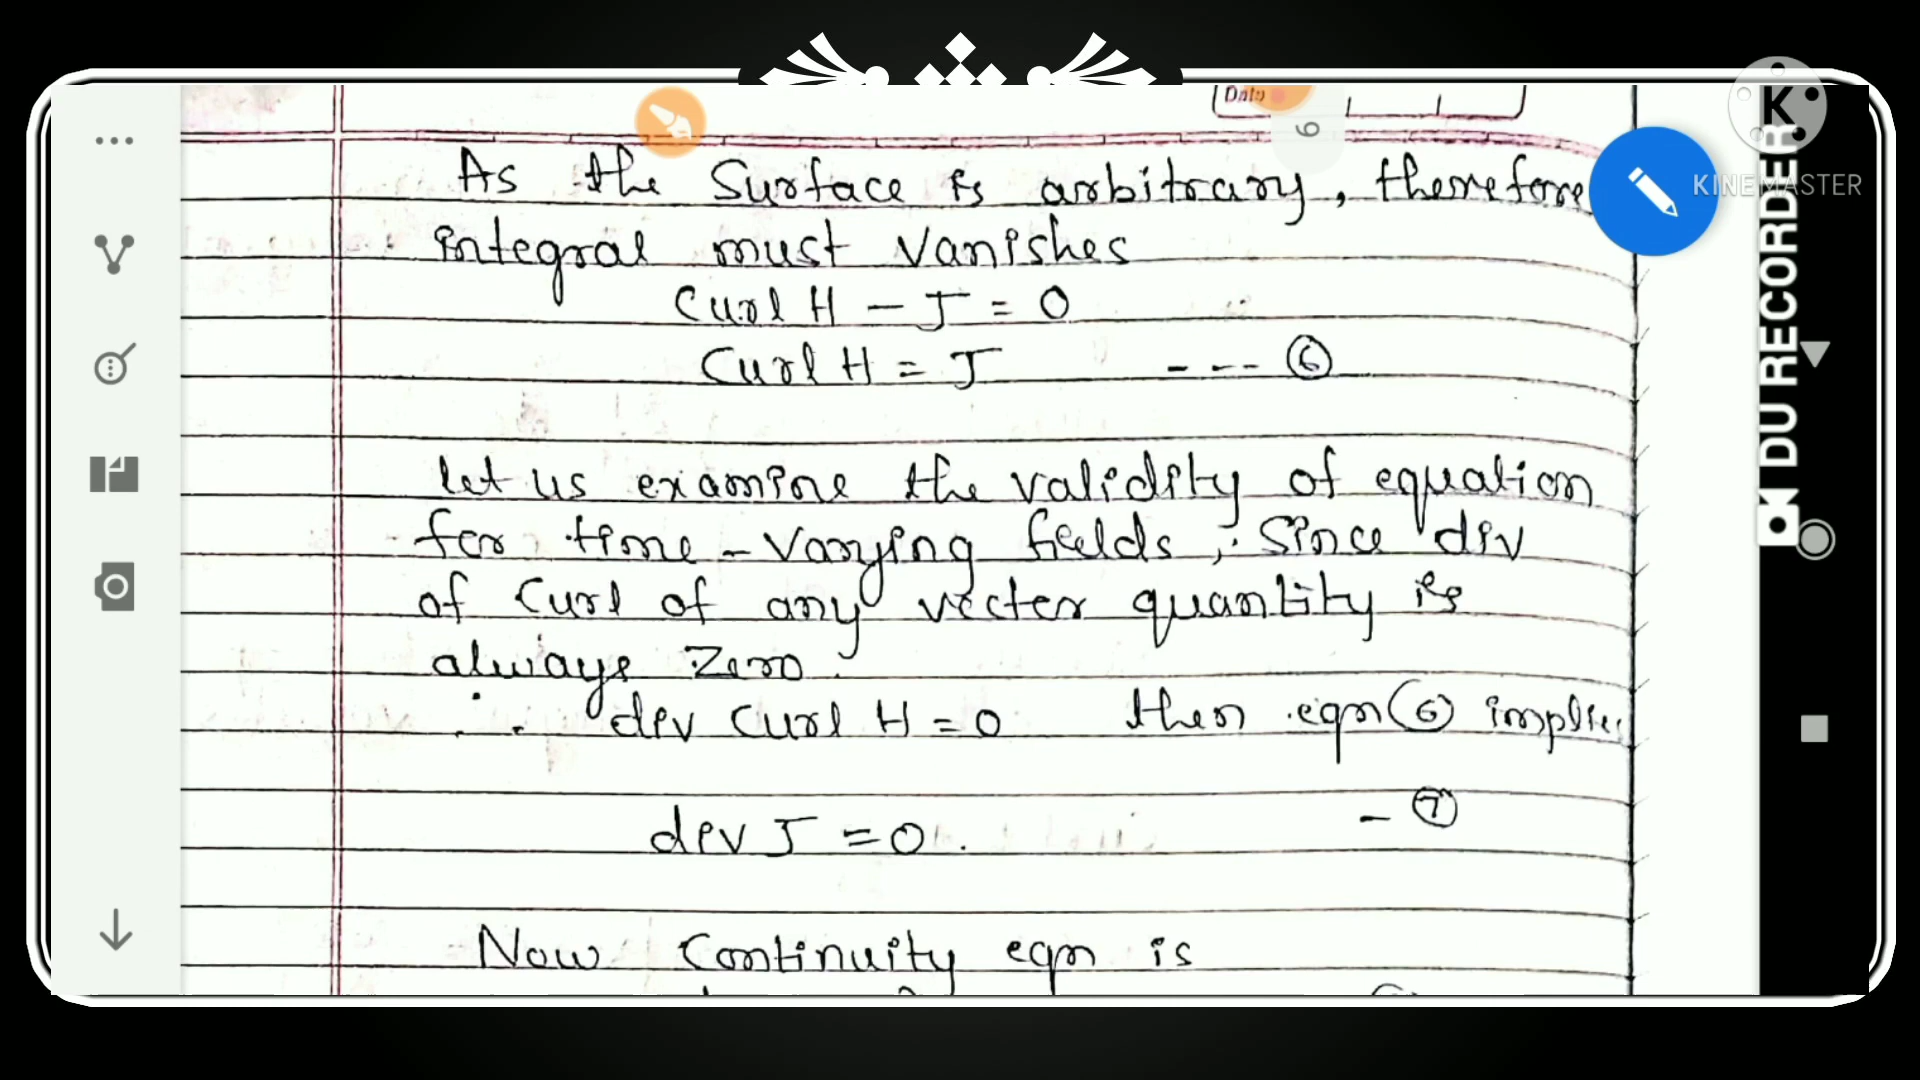 Date
6
As the Surface is arbitrary, therefore
integral must vanishes
Curl H - J = 0
Curl H = J --- ⑥
let us examine the validity of equation
for time - varying fields, Since div
of Curl of any vector quantity is
always zero.
∴ div Curl H = 0 then eqn (6) implies
div J = 0. - ⑦
Now Continuity eqn is
K
KINEMASTER
DU RECORDER